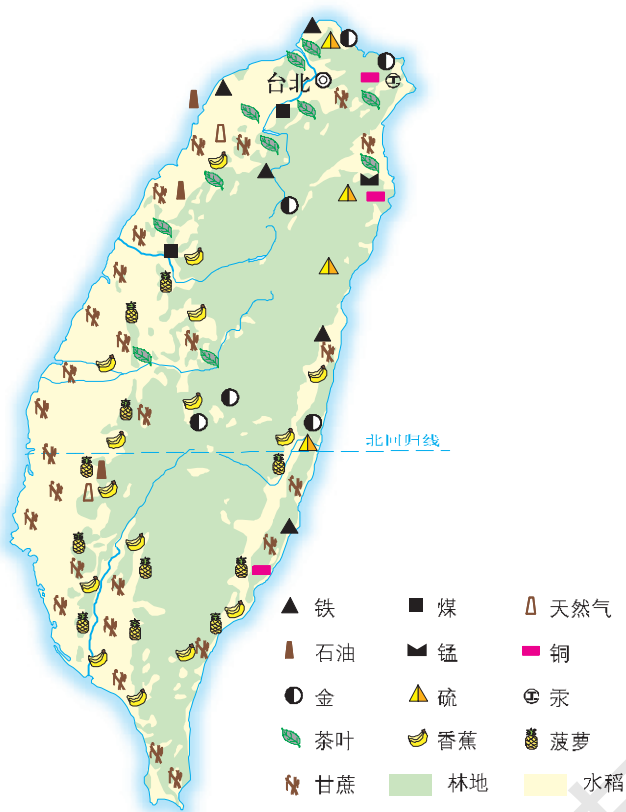 台北
北回归线
铁 煤 天然气
石油 锰 铜
金 硫 汞
茶叶 香蕉 菠萝
甘蔗 林地 水稻